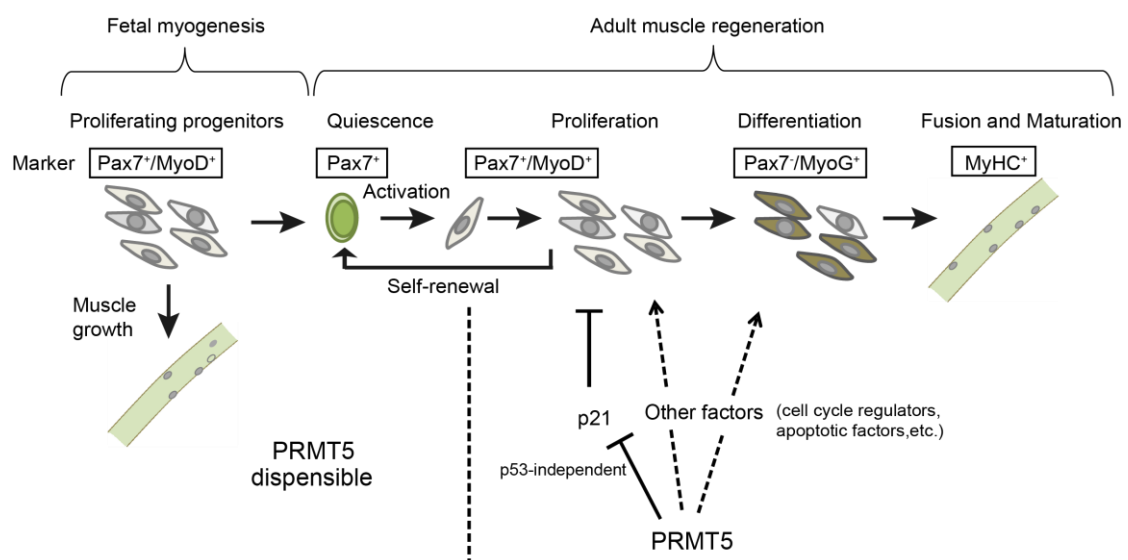 Fetal myogenesis
Adult muscle regeneration
Proliferating progenitors
Quiescence
Proliferation
Differentiation
Fusion and Maturation
Marker
Pax7⁺/MyoD⁺
Pax7⁺
Pax7⁺/MyoD⁺
Pax7⁻/MyoG⁺
MyHC⁺
Activation
Self-renewal
Muscle
growth
p21
Other factors
(cell cycle regulators,
apoptotic factors,etc.)
p53-independent
PRMT5
dispensible
PRMT5